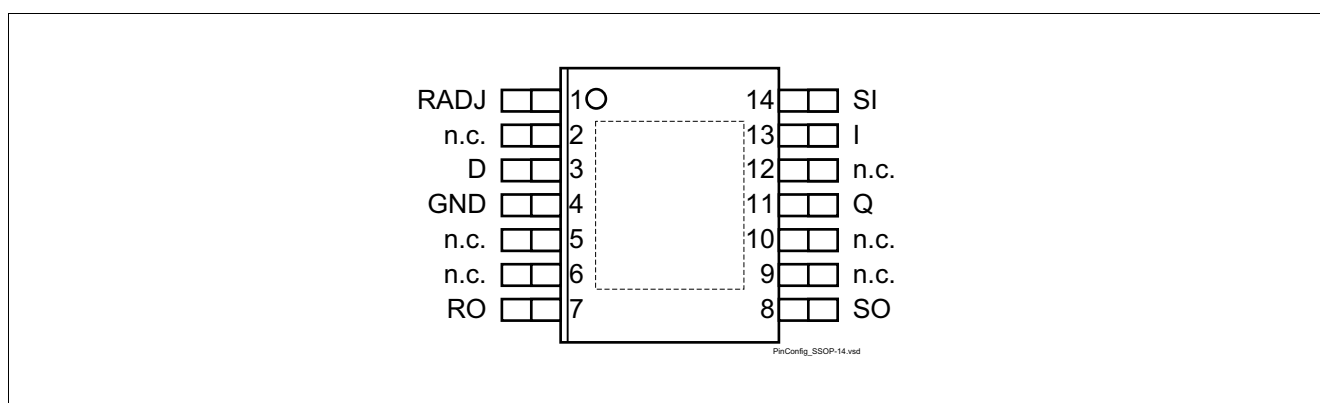 RADJ 1 14 SI
n.c. 2 13 I
D 3 12 n.c.
GND 4 11 Q
n.c. 5 10 n.c.
n.c. 6 9 n.c.
RO 7 8 SO
PinConfig_SSOP-14.vsd